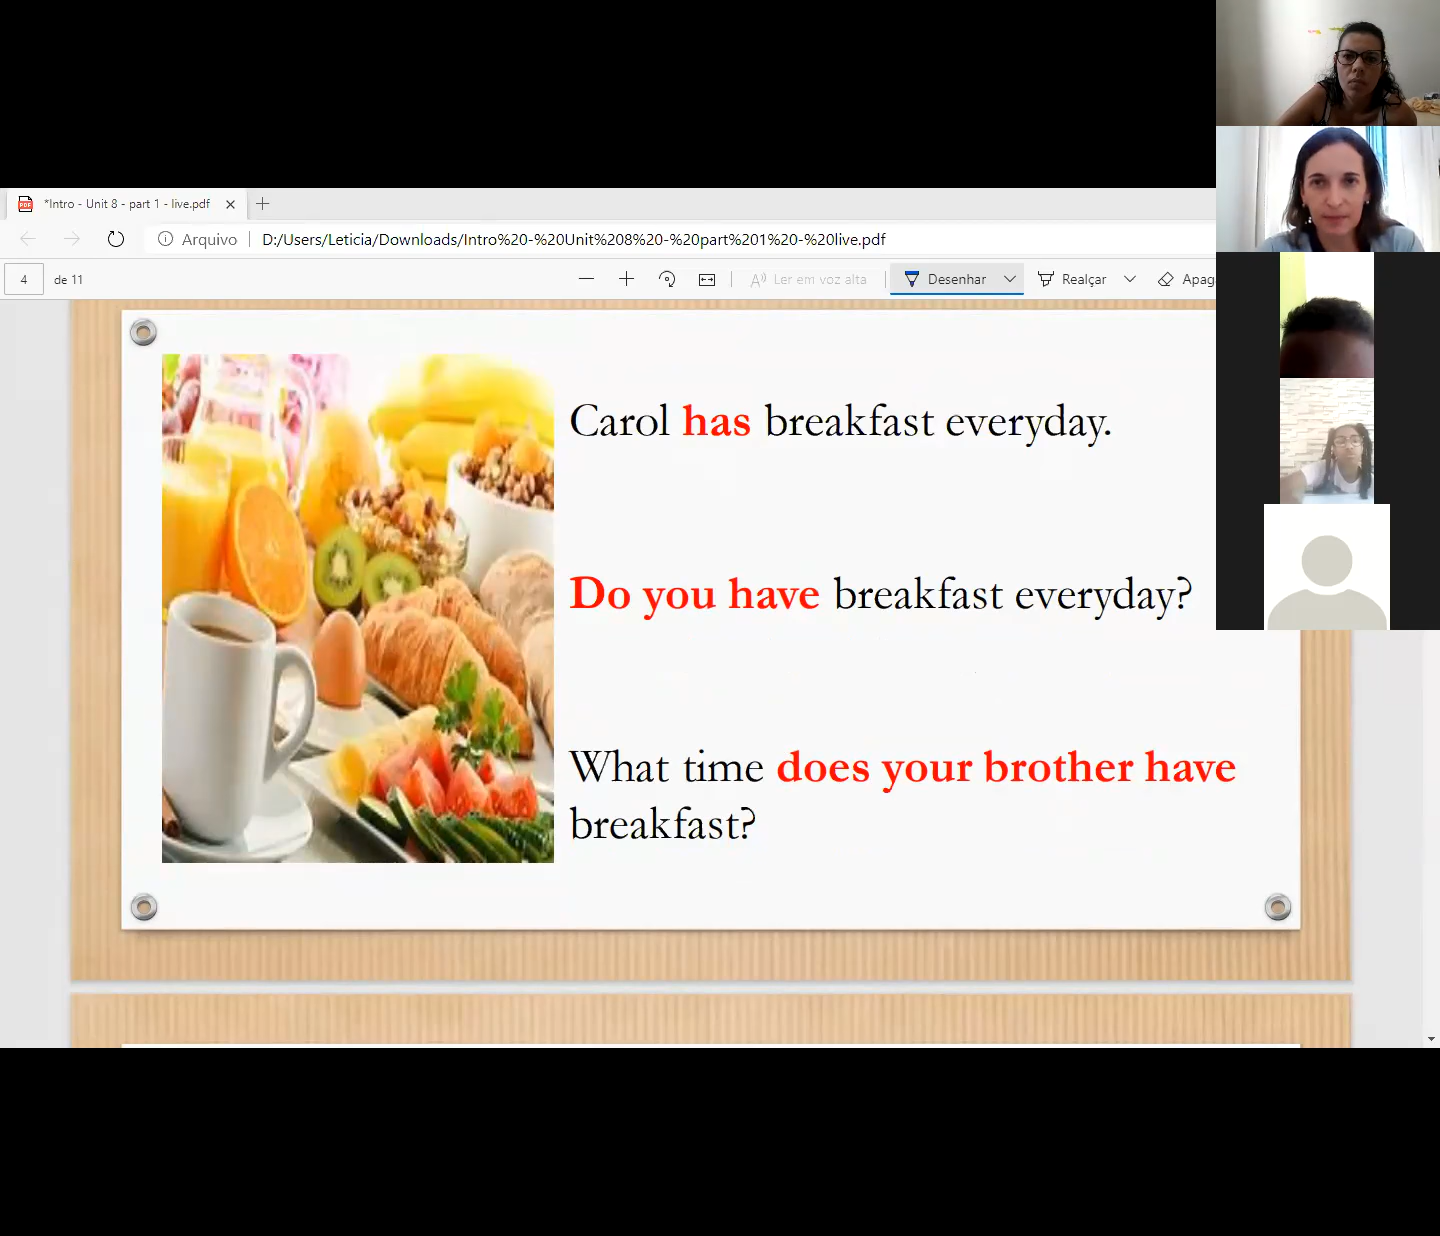 *Intro - Unit 8 - part 1 - live.pdf
Arquivo
D:/Users/Leticia/Downloads/Intro%20-%20Unit%208%20-%20part%201%20-%20live.pdf
4 de 11
Ler em voz alta
Desenhar
Realçar
Apag
Carol has breakfast everyday.
Do you have breakfast everyday?
What time does your brother have
breakfast?